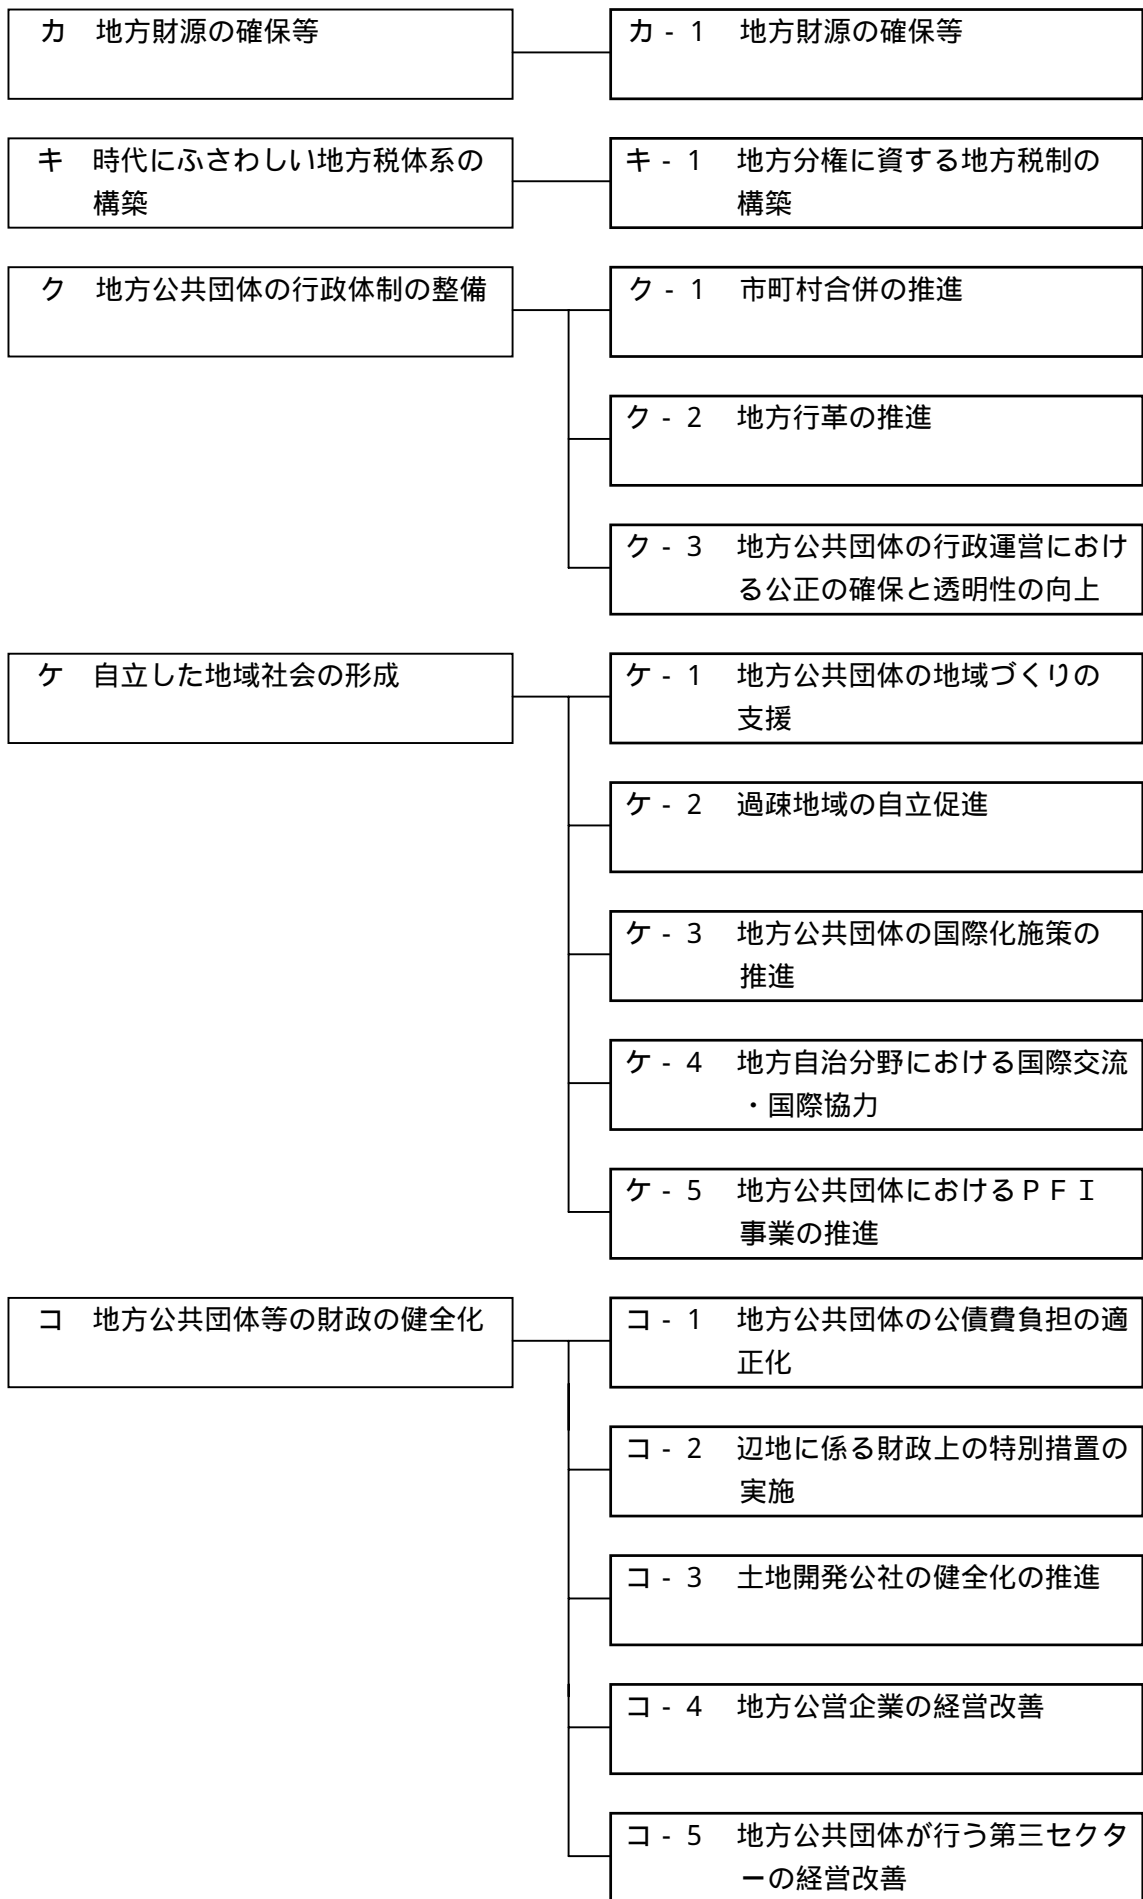 カ　地方財源の確保等
カ - 1　地方財源の確保等
キ　時代にふさわしい地方税体系の
構築
キ - 1　地方分権に資する地方税制の
構築
ク　地方公共団体の行政体制の整備
ク - 1　市町村合併の推進
ク - 2　地方行革の推進
ク - 3　地方公共団体の行政運営におけ
る公正の確保と透明性の向上
ケ　自立した地域社会の形成
ケ - 1　地方公共団体の地域づくりの
支援
ケ - 2　過疎地域の自立促進
ケ - 3　地方公共団体の国際化施策の
推進
ケ - 4　地方自治分野における国際交流
・国際協力
ケ - 5　地方公共団体におけるＰＦＩ
事業の推進
コ　地方公共団体等の財政の健全化
コ - 1　地方公共団体の公債費負担の適
正化
コ - 2　辺地に係る財政上の特別措置の
実施
コ - 3　土地開発公社の健全化の推進
コ - 4　地方公営企業の経営改善
コ - 5　地方公共団体が行う第三セクタ
ーの経営改善